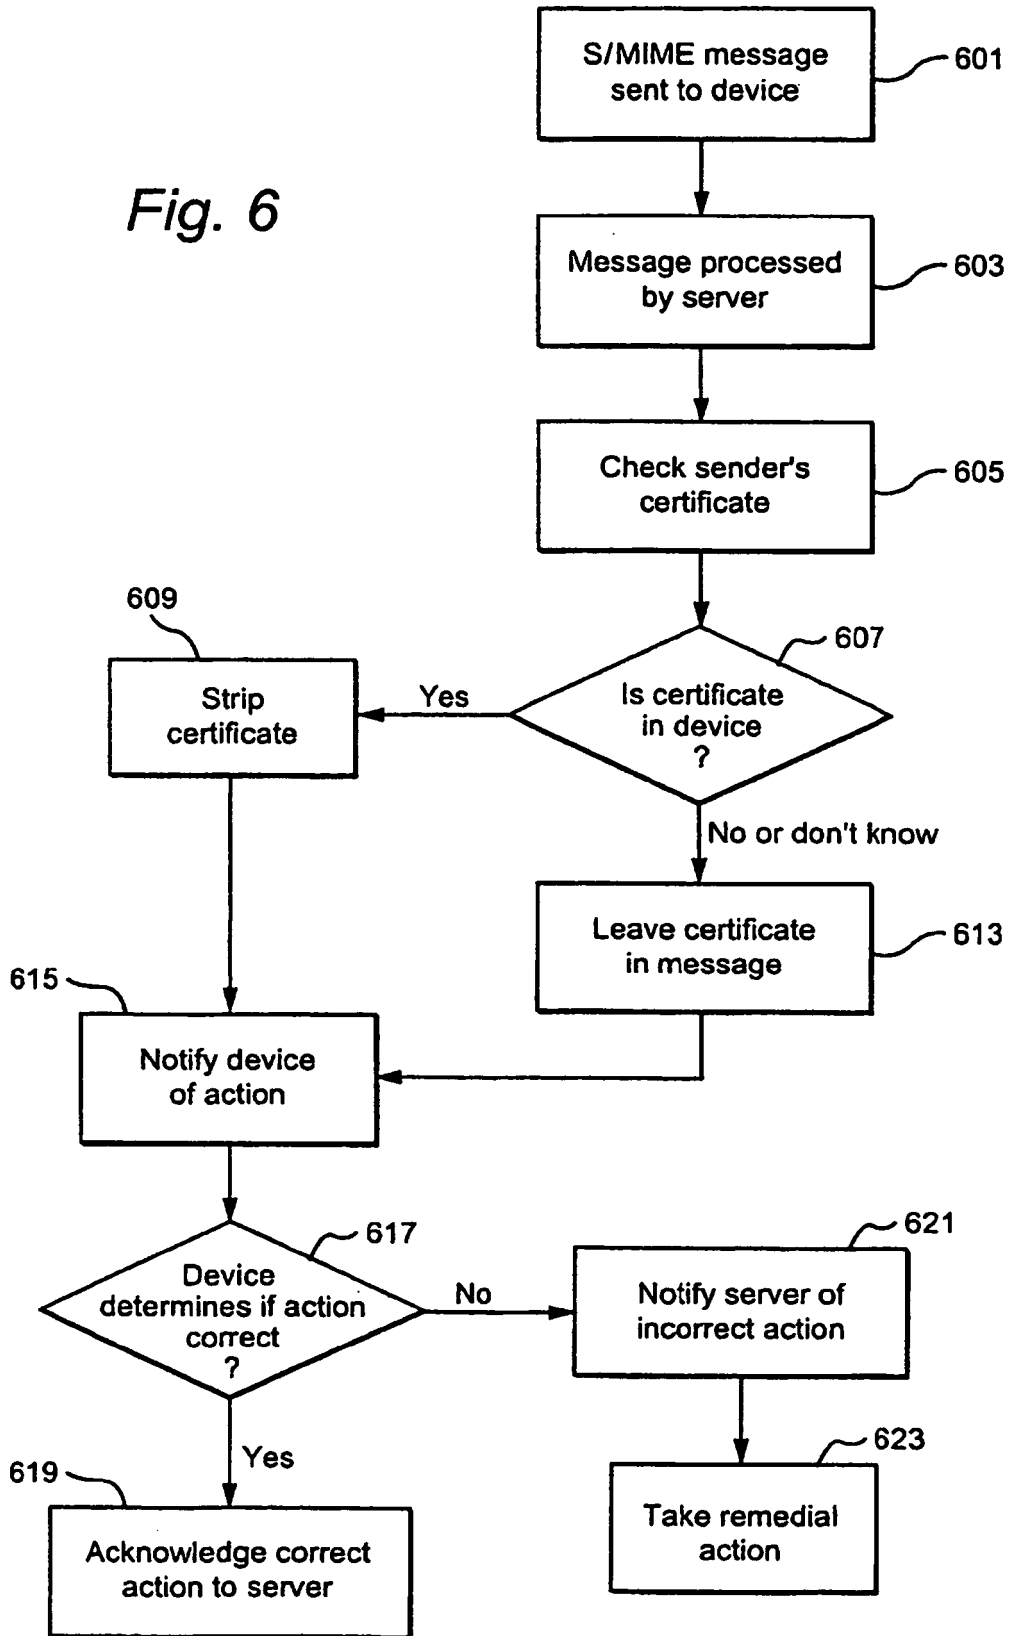 S/MIME message
sent to device
601
Fig. 6
Message processed
by server
603
Check sender's
certificate
605
607
Is certificate
in device
?
Yes
609
Strip
certificate
No or don't know
Leave certificate
in message
613
615
Notify device
of action
617
Device
determines if action
correct
?
No
621
Notify server of
incorrect action
Yes
623
Take remedial
action
619
Acknowledge correct
action to server